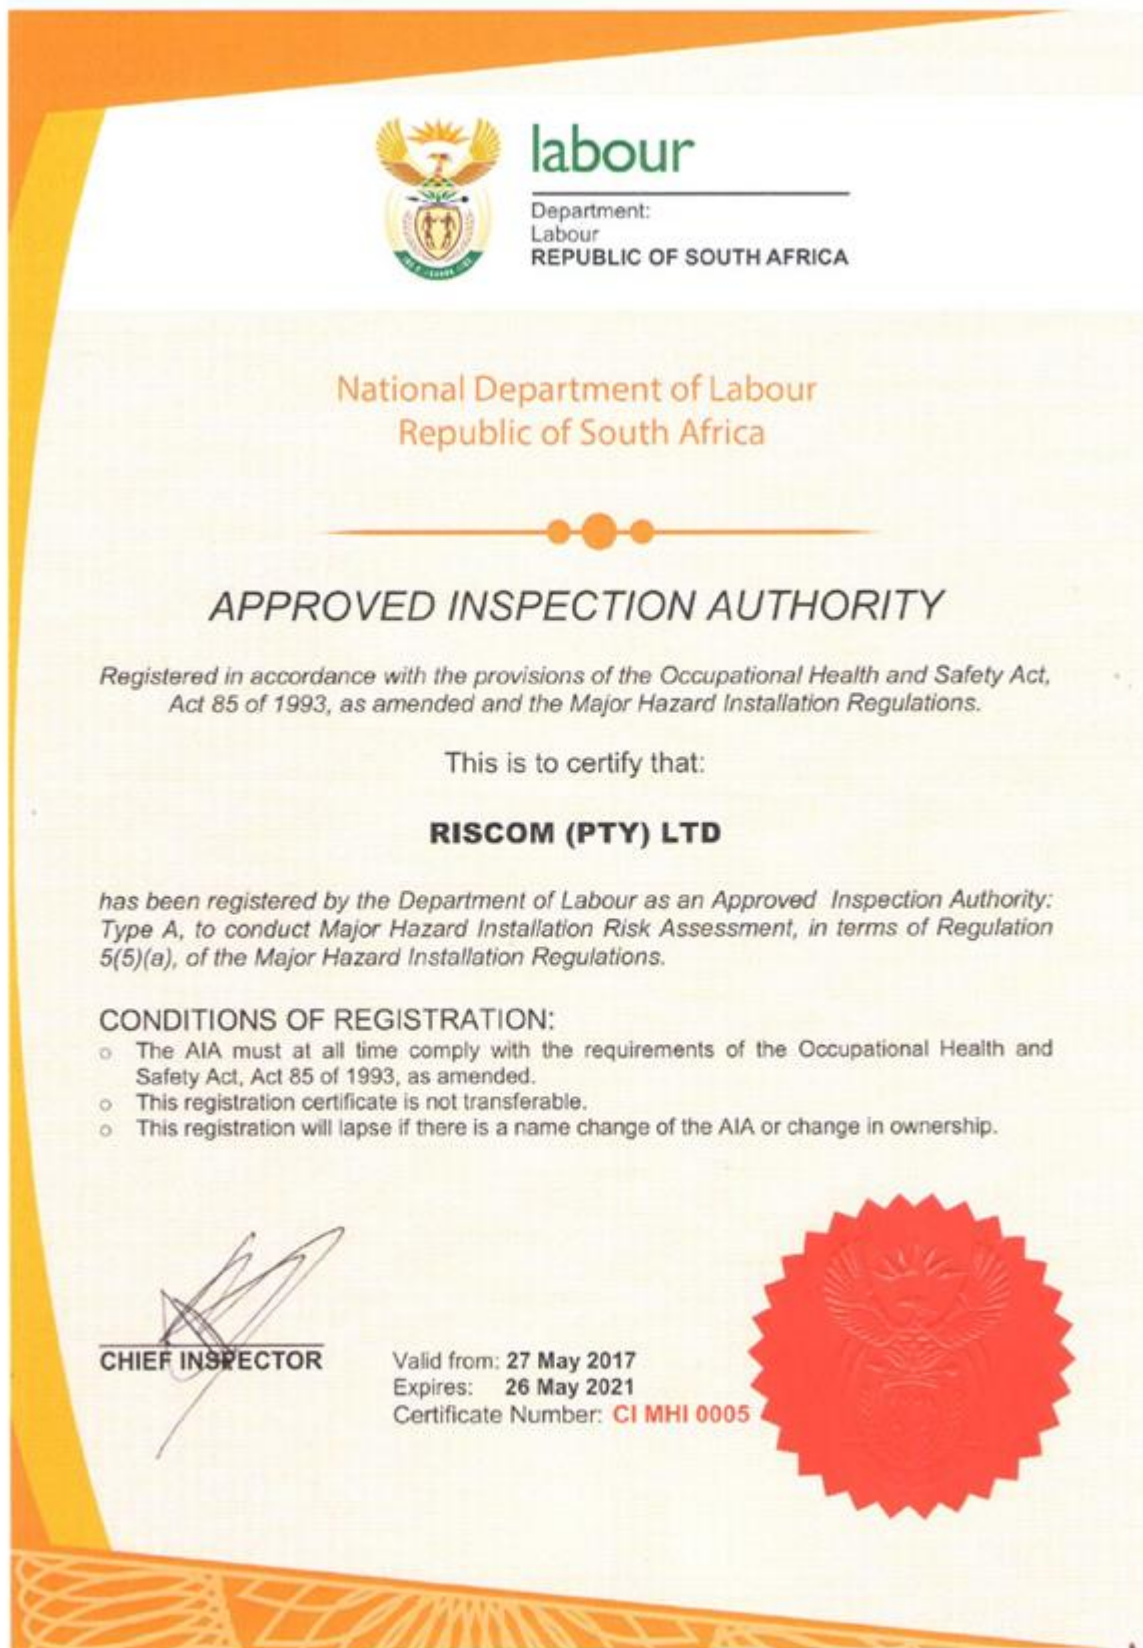 labour
Department:
Labour
REPUBLIC OF SOUTH AFRICA
National Department of Labour
Republic of South Africa
APPROVED INSPECTION AUTHORITY
Registered in accordance with the provisions of the Occupational Health and Safety Act,
Act 85 of 1993, as amended and the Major Hazard Installation Regulations.
This is to certify that:
RISCOM (PTY) LTD
has been registered by the Department of Labour as an Approved Inspection Authority:
Type A, to conduct Major Hazard Installation Risk Assessment, in terms of Regulation
5(5)(a), of the Major Hazard Installation Regulations.
CONDITIONS OF REGISTRATION:
o The AIA must at all time comply with the requirements of the Occupational Health and
Safety Act, Act 85 of 1993, as amended.
o This registration certificate is not transferable.
o This registration will lapse if there is a name change of the AIA or change in ownership.
CHIEF INSPECTOR
Valid from: 27 May 2017
Expires: 26 May 2021
Certificate Number: CI MHI 0005